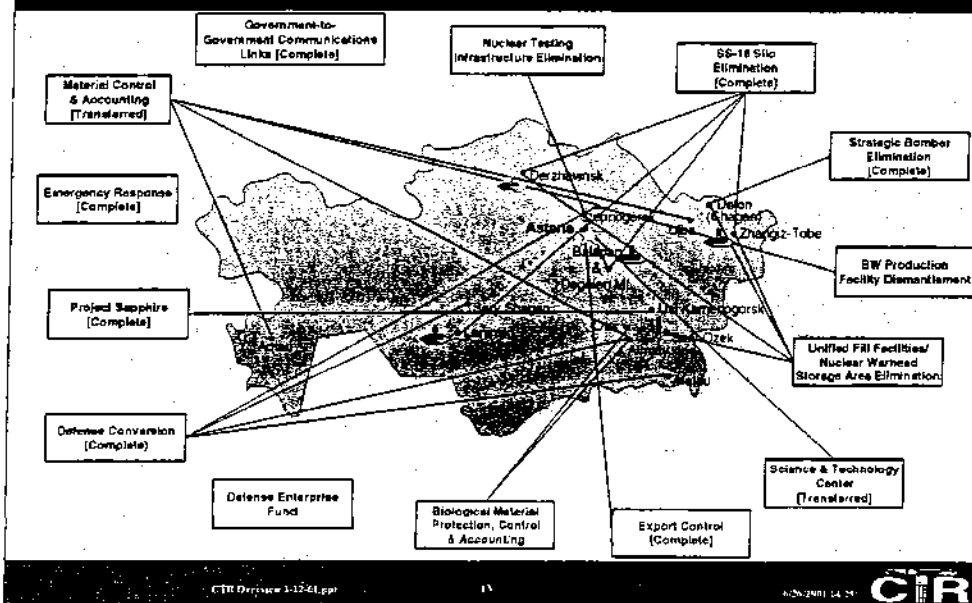 Government-to-
Government Communications
Links [Complete]
Nuclear Testing
Infrastructure Elimination
SS-18 Silo
Elimination
[Complete]
Material Control
& Accounting
[Transferred]
Strategic Bomber
Elimination
[Complete]
Emergency Response
[Complete]
Derzhavinsk
Dolon
(Chagan)
Zhangiz-Tobe
Astana
&
Degelen Mt.
BW Production
Facility Dismantlement
Project Sapphire
[Complete]
Ust Kamenogorsk
Ozek
Unified Fill Facilities/
Nuclear Warhead
Storage Area Elimination
Defense Conversion
(Complete)
Science & Technology
Center
[Transferred]
Defense Enterprise
Fund
Biological Material
Protection, Control
& Accounting
Export Control
[Complete]
13
CTR